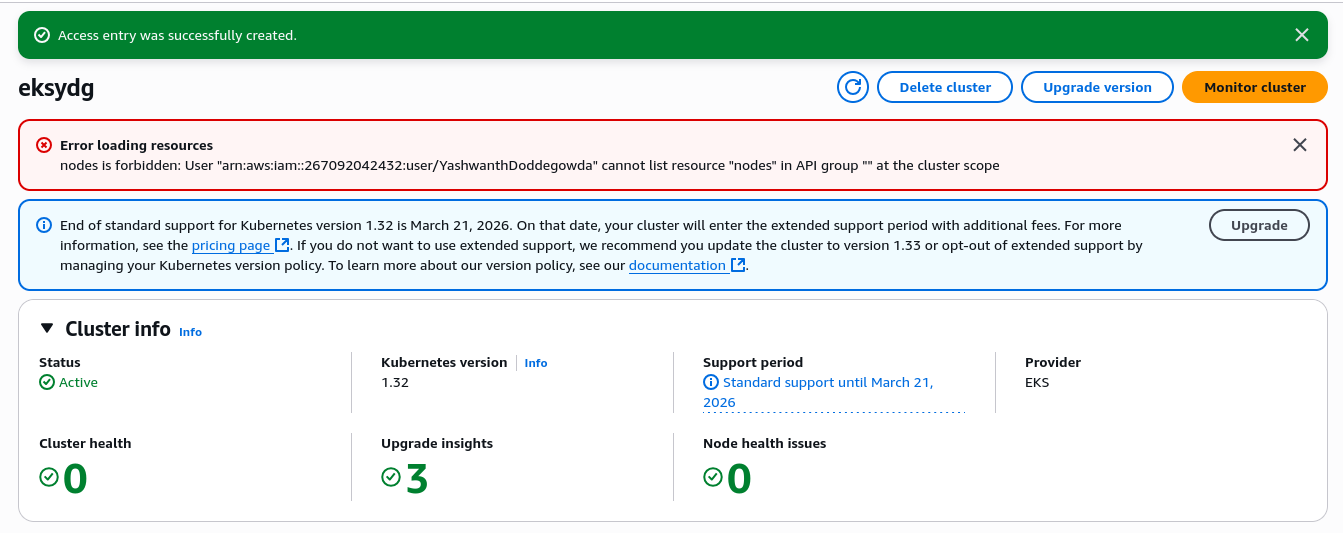 Access entry was successfully created.
eksydg
Delete cluster
Upgrade version
Monitor cluster
Error loading resources
nodes is forbidden: User "arn:aws:iam::267092042432:user/YashwanthDoddegowda" cannot list resource "nodes" in API group "" at the cluster scope
End of standard support for Kubernetes version 1.32 is March 21, 2026. On that date, your cluster will enter the extended support period with additional fees. For more
information, see the pricing page. If you do not want to use extended support, we recommend you update the cluster to version 1.33 or opt-out of extended support by
managing your Kubernetes version policy. To learn more about our version policy, see our documentation.
Upgrade
Cluster info Info
Status
Active
Kubernetes version Info
1.32
Support period
Standard support until March 21,
2026
Provider
EKS
Cluster health
0
Upgrade insights
3
Node health issues
0